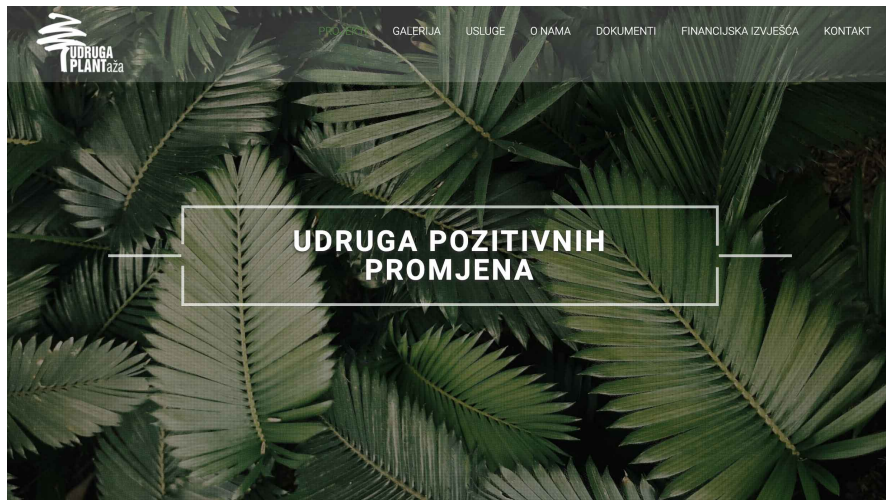 UDRUGA
PLANTaža
GALERIJA USLUGE O NAMA DOKUMENTI FINANCIJSKA IZVJEŠĆA KONTAKT
UDRUGA POZITIVNIH
PROMJENA